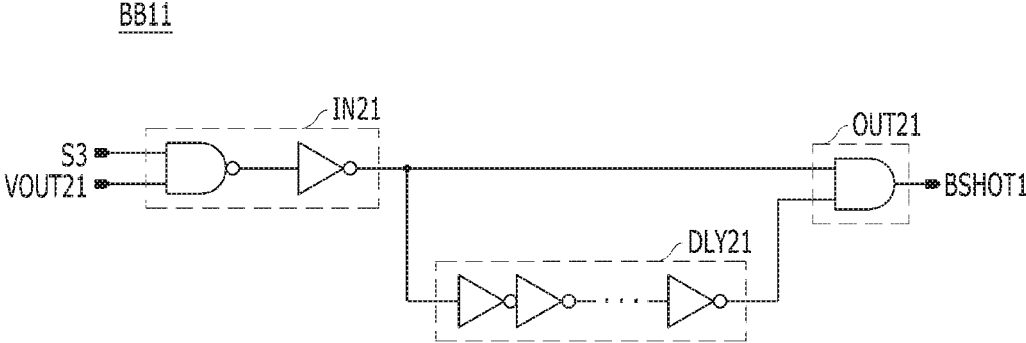 BB11
IN21
OUT21
S3
VOUT21
BSHOT1
DLY21